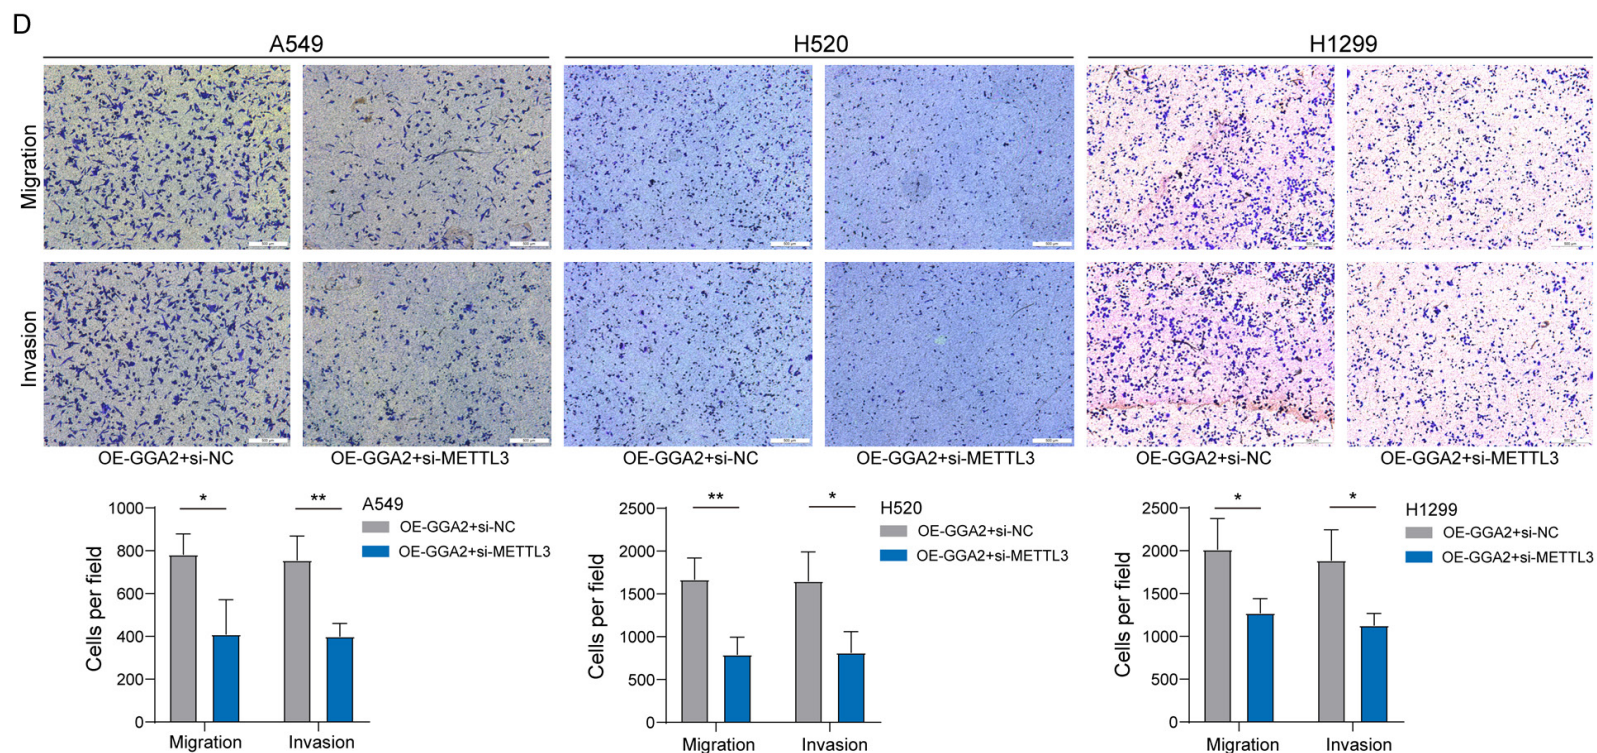 D
A549
H520
H1299
Migration
Invasion
OE-GGA2+si-NC
OE-GGA2+si-METTL3
OE-GGA2+si-NC
OE-GGA2+si-METTL3
OE-GGA2+si-NC
OE-GGA2+si-METTL3
Cells per field
1000
800
600
400
200
0
*
**
A549
OE-GGA2+si-NC
OE-GGA2+si-METTL3
Migration
Invasion
Cells per field
2500
2000
1500
1000
500
0
**
*
H520
OE-GGA2+si-NC
OE-GGA2+si-METTL3
Migration
Invasion
Cells per field
2500
2000
1500
1000
500
0
*
*
H1299
OE-GGA2+si-NC
OE-GGA2+si-METTL3
Migration
Invasion